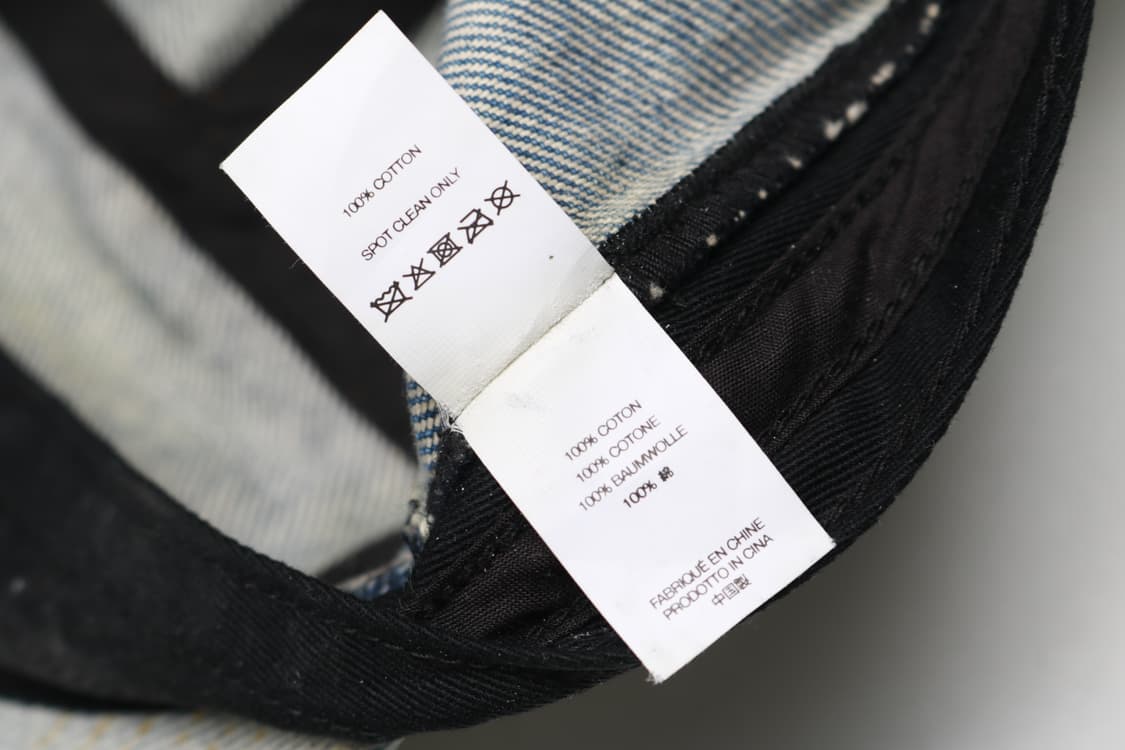 100% COTTON
SPOT CLEAN ONLY
100% COTON
100% COTONE
100% BAUMWOLLE
100% 綿
FABRIQUÉ EN CHINE
PRODOTTO IN CINA
中国製